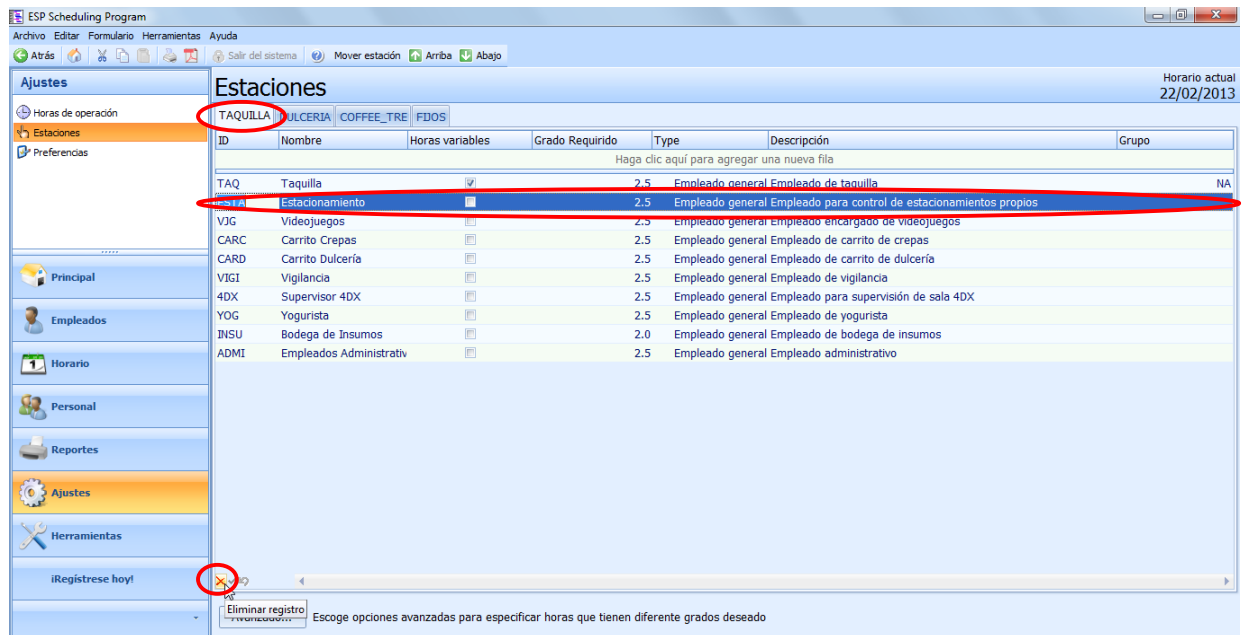 ESP Scheduling Program
Archivo Editar Formulario Herramientas Ayuda
Atrás Salir del sistema Mover estación Arriba Abajo
Ajustes
Horas de operación
Estaciones
Preferencias
Principal
Empleados
1 Horario
Personal
Reportes
Ajustes
Herramientas
¡Regístrese hoy!
Estaciones
Horario actual
22/02/2013
TAQUILLA DULCERIA COFFEE_TRE FIJOS
ID Nombre Horas variables Grado Requirido Type Descripción Grupo
Haga clic aquí para agregar una nueva fila
TAQ Taquilla 2.5 Empleado general Empleado de taquilla NA
ESTA Estacionamiento 2.5 Empleado general Empleado para control de estacionamientos propios
VJG Videojuegos 2.5 Empleado general Empleado encargado de videojuegos
CARC Carrito Crepas 2.5 Empleado general Empleado de carrito de crepas
CARD Carrito Dulcería 2.5 Empleado general Empleado de carrito de dulcería
VIGI Vigilancia 2.5 Empleado general Empleado de vigilancia
4DX Supervisor 4DX 2.5 Empleado general Empleado para supervisión de sala 4DX
YOG Yogurista 2.5 Empleado general Empleado de yogurista
INSU Bodega de Insumos 2.0 Empleado general Empleado de bodega de insumos
ADMI Empleados Administrativ 2.5 Empleado general Empleado administrativo
Eliminar registro
Avanzado... Escoge opciones avanzadas para especificar horas que tienen diferente grados deseado